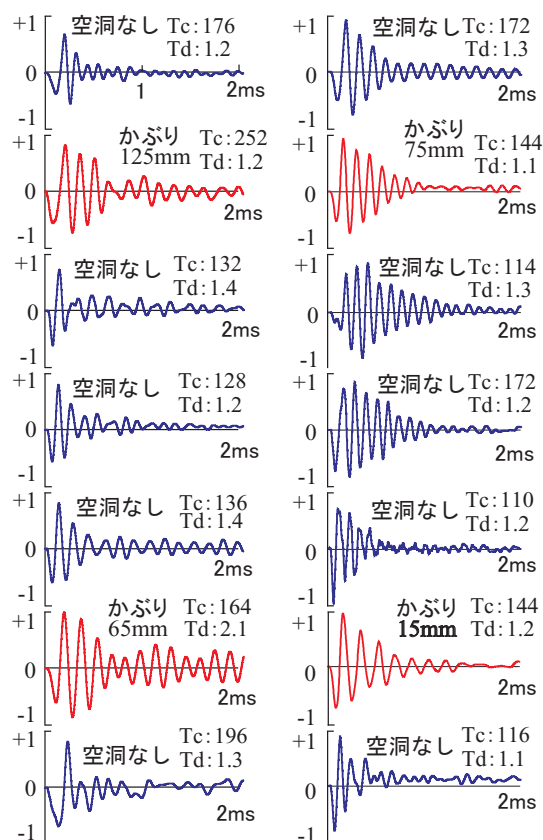 +1
空洞なし Tc:176
Td:1.2
0
1
2ms
-1
+1
かぶり Tc:252
125mm Td:1.2
0
2ms
-1
+1
空洞なし Tc:132
Td:1.4
0
2ms
-1
+1
空洞なし Tc:128
Td:1.2
0
2ms
-1
+1
空洞なし Tc:136
Td:1.4
0
2ms
-1
+1
かぶり Tc:164
65mm Td:2.1
0
2ms
-1
+1
空洞なし Tc:196
Td:1.3
0
2ms
-1
+1
空洞なし Tc:172
Td:1.3
0
2ms
-1
+1
かぶり Tc:144
75mm Td:1.1
0
2ms
-1
+1
空洞なし Tc:114
Td:1.3
0
2ms
-1
+1
空洞なし Tc:172
Td:1.2
0
2ms
-1
+1
空洞なし Tc:110
Td:1.2
0
2ms
-1
+1
かぶり Tc:144
15mm Td:1.2
0
2ms
-1
+1
空洞なし Tc:116
Td:1.1
0
2ms
-1